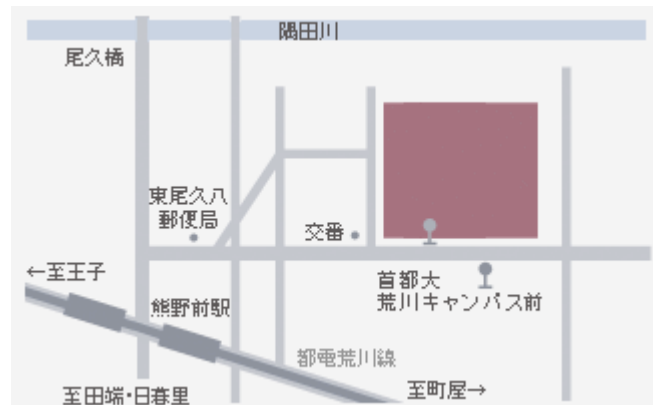 隅田川
尾久橋
東尾久八
郵便局
交番
←至王子
首都大
荒川キャンパス前
熊野前駅
都電荒川線
至町屋→
至田端・日暮里